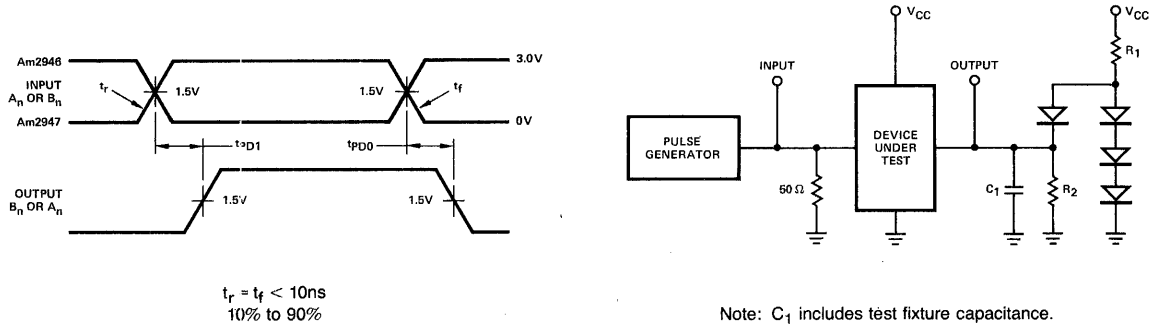 Am2946
INPUT
An OR Bn
Am2947
tr
1.5V
1.5V
tf
3.0V
0V
tPD1
tPD0
OUTPUT
Bn OR An
1.5V
1.5V
tr = tf < 10ns
10% to 90%
VCC
VCC
R1
INPUT
OUTPUT
PULSE
GENERATOR
DEVICE
UNDER
TEST
50 Ω
C1
R2
Note: C1 includes test fixture capacitance.